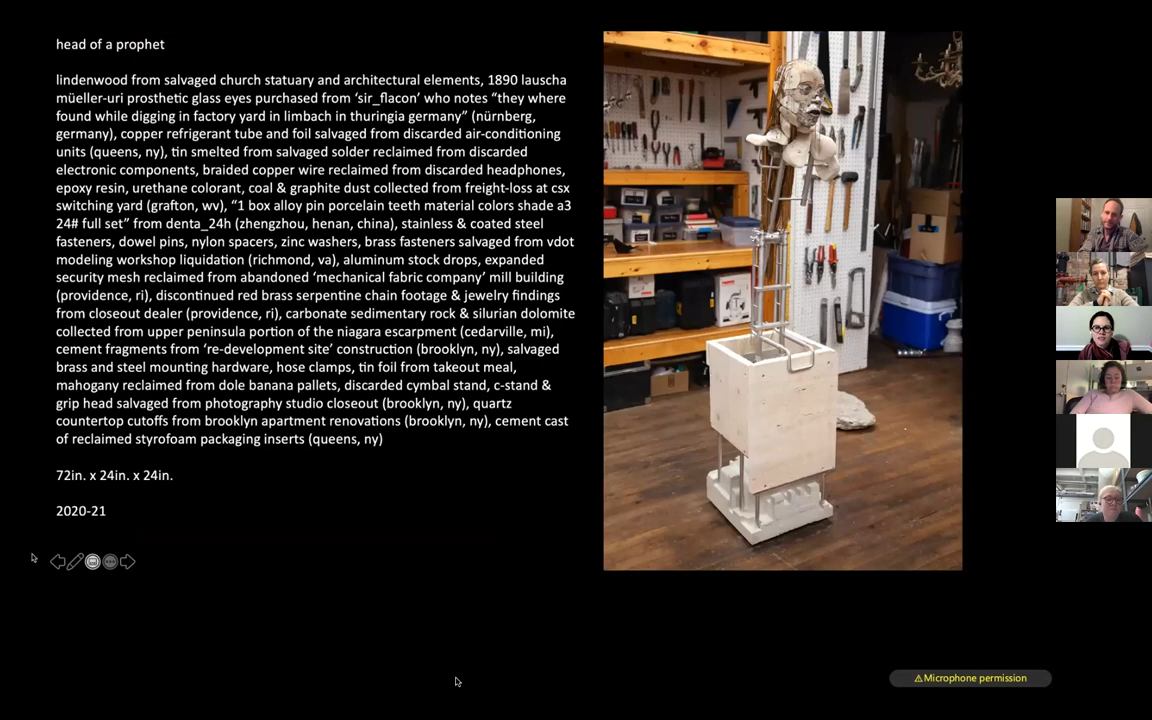 head of a prophet
lindenwood from salvaged church statuary and architectural elements, 1890 lauscha
müeller-uri prosthetic glass eyes purchased from ‘sir_flacon’ who notes “they where
found while digging in factory yard in limbach in thuringia germany” (nürnberg,
germany), copper refrigerant tube and foil salvaged from discarded air-conditioning
units (queens, ny), tin smelted from salvaged solder reclaimed from discarded
electronic components, braided copper wire reclaimed from discarded headphones,
epoxy resin, urethane colorant, coal & graphite dust collected from freight-loss at csx
switching yard (grafton, wv), “1 box alloy pin porcelain teeth material colors shade a3
24# full set” from denta_24h (zhengzhou, henan, china), stainless & coated steel
fasteners, dowel pins, nylon spacers, zinc washers, brass fasteners salvaged from vdot
modeling workshop liquidation (richmond, va), aluminum stock drops, expanded
security mesh reclaimed from abandoned ‘mechanical fabric company’ mill building
(providence, ri), discontinued red brass serpentine chain footage & jewelry findings
from closeout dealer (providence, ri), carbonate sedimentary rock & silurian dolomite
collected from upper peninsula portion of the niagara escarpment (cedarville, mi),
cement fragments from ‘re-development site’ construction (brooklyn, ny), salvaged
brass and steel mounting hardware, hose clamps, tin foil from takeout meal,
mahogany reclaimed from dole banana pallets, discarded cymbal stand, c-stand &
grip head salvaged from photography studio closeout (brooklyn, ny), quartz
countertop cutoffs from brooklyn apartment renovations (brooklyn, ny), cement cast
of reclaimed styrofoam packaging inserts (queens, ny)
72in. x 24in. x 24in.
2020-21
⚠Microphone permission